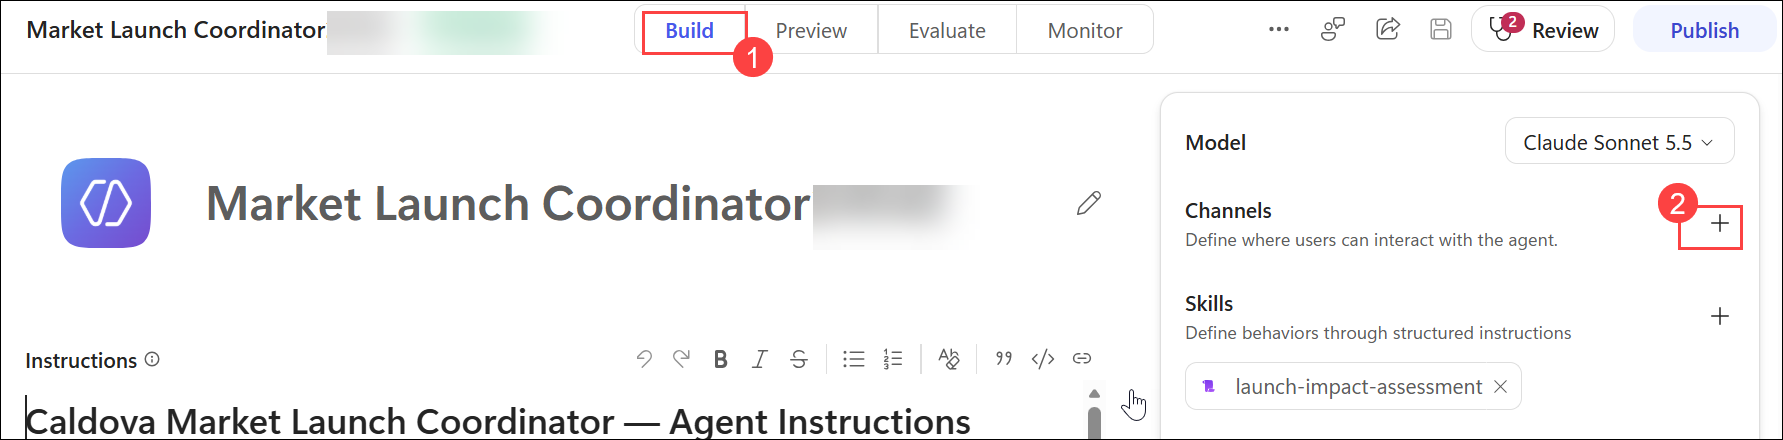 Market Launch Coordinator
Build
Preview
Evaluate
Monitor
2
Review
Publish
1
Model
Claude Sonnet 5.5
Market Launch Coordinator
2
Channels
Define where users can interact with the agent.
Skills
Define behaviors through structured instructions
Instructions
launch-impact-assessment
Caldova Market Launch Coordinator — Agent Instructions